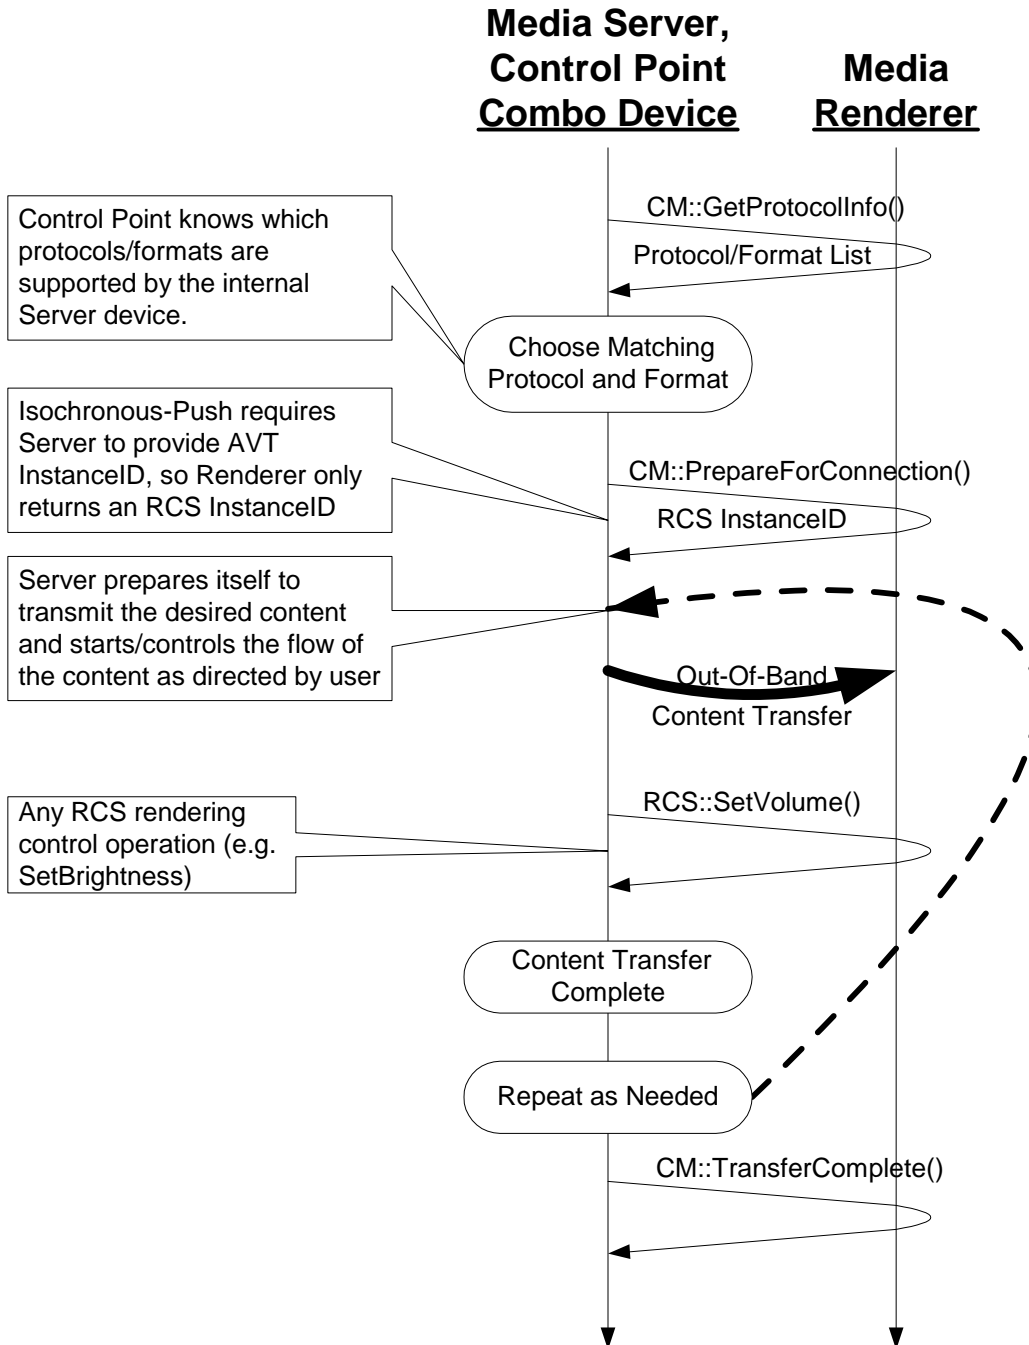 Media Server,
Control Point
Combo Device
Media
Renderer
CM::GetProtocolInfo()
Control Point knows which
protocols/formats are
supported by the internal
Server device.
Protocol/Format List
Choose Matching
Protocol and Format
Isochronous-Push requires
Server to provide AVT
InstanceID, so Renderer only
returns an RCS InstanceID
CM::PrepareForConnection()
RCS InstanceID
Server prepares itself to
transmit the desired content
and starts/controls the flow of
the content as directed by user
Out-Of-Band
Content Transfer
RCS::SetVolume()
Any RCS rendering
control operation (e.g.
SetBrightness)
Content Transfer
Complete
Repeat as Needed
CM::TransferComplete()